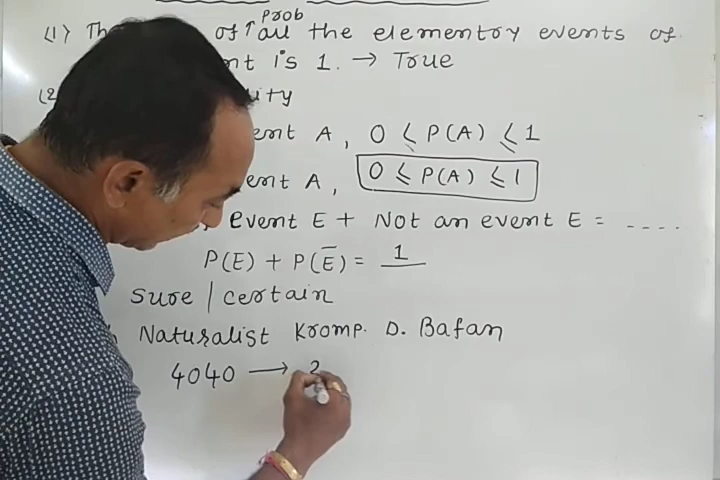 (1) Th of ↑ all the elementory events of
prob
nt is 1. → True
(2) ity
ent A, 0 ≤ P(A) ≤ 1
ent A, 0 ≤ P(A) ≤ 1
event E + Not an event E = ----
P(E) + P(E̅) = 1
Sure / certain
Naturalist Kromp. D. Bafan
4040 →